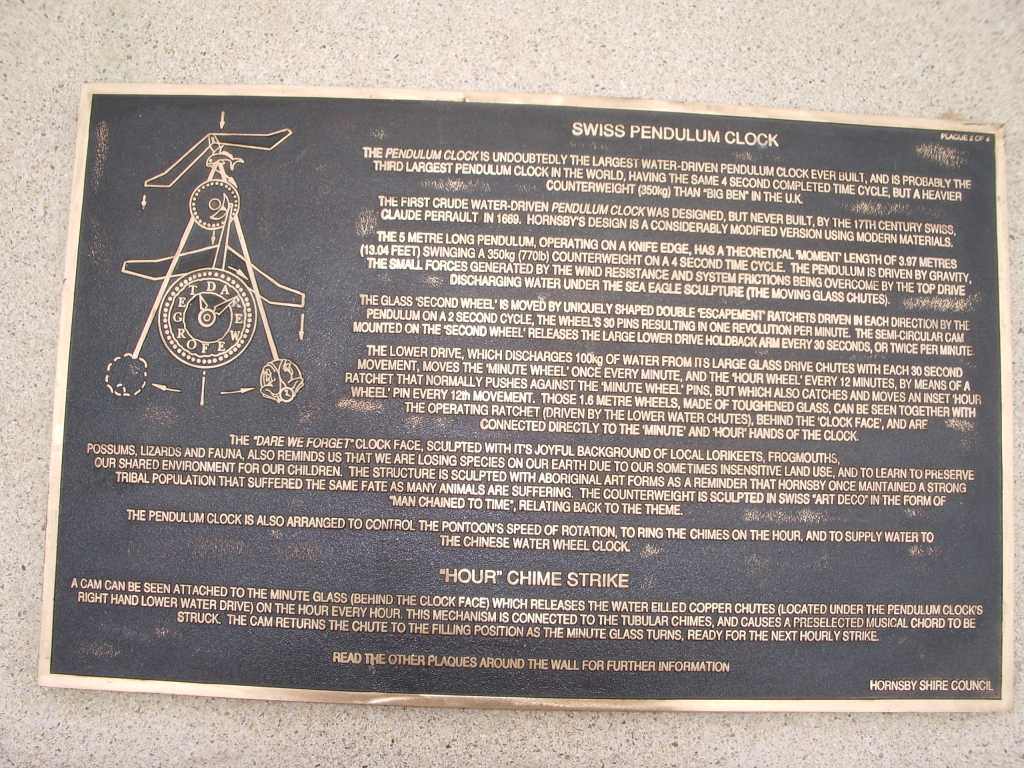 SWISS PENDULUM CLOCK
PLAQUE 2 OF 4
THE PENDULUM CLOCK IS UNDOUBTEDLY THE LARGEST WATER-DRIVEN PENDULUM CLOCK EVER BUILT, AND IS PROBABLY THE
THIRD LARGEST PENDULUM CLOCK IN THE WORLD, HAVING THE SAME 4 SECOND COMPLETED TIME CYCLE, BUT A HEAVIER
COUNTERWEIGHT (350kg) THAN "BIG BEN" IN THE U.K.
THE FIRST CRUDE WATER-DRIVEN PENDULUM CLOCK WAS DESIGNED, BUT NEVER BUILT, BY THE 17TH CENTURY SWISS,
CLAUDE PERRAULT IN 1669. HORNSBY'S DESIGN IS A CONSIDERABLY MODIFIED VERSION USING MODERN MATERIALS.
THE 5 METRE LONG PENDULUM, OPERATING ON A KNIFE EDGE, HAS A THEORETICAL 'MOMENT' LENGTH OF 3.97 METRES
(13.04 FEET) SWINGING A 350kg (770lb) COUNTERWEIGHT ON A 4 SECOND TIME CYCLE. THE PENDULUM IS DRIVEN BY GRAVITY,
THE SMALL FORCES GENERATED BY THE WIND RESISTANCE AND SYSTEM FRICTIONS BEING OVERCOME BY THE TOP DRIVE
DISCHARGING WATER UNDER THE SEA EAGLE SCULPTURE (THE MOVING GLASS CHUTES).
THE GLASS 'SECOND WHEEL' IS MOVED BY UNIQUELY SHAPED DOUBLE "ESCAPEMENT' RATCHETS DRIVEN IN EACH DIRECTION BY THE
PENDULUM ON A 2 SECOND CYCLE, THE WHEEL'S 30 PINS RESULTING IN ONE REVOLUTION PER MINUTE. THE SEMI-CIRCULAR CAM
MOUNTED ON THE 'SECOND WHEEL' RELEASES THE LARGE LOWER DRIVE HOLDBACK ARM EVERY 30 SECONDS, OR TWICE PER MINUTE.
THE LOWER DRIVE, WHICH DISCHARGES 100kg OF WATER FROM ITS LARGE GLASS DRIVE CHUTES WITH EACH 30 SECOND
MOVEMENT, MOVES THE 'MINUTE WHEEL' ONCE EVERY MINUTE, AND THE 'HOUR WHEEL' EVERY 12 MINUTES, BY MEANS OF A
RATCHET THAT NORMALLY PUSHES AGAINST THE 'MINUTE WHEEL' PINS, BUT WHICH ALSO CATCHES AND MOVES AN INSET 'HOUR
WHEEL' PIN EVERY 12th MOVEMENT. THOSE 1.6 METRE WHEELS, MADE OF TOUGHENED GLASS, CAN BE SEEN TOGETHER WITH
THE OPERATING RATCHET (DRIVEN BY THE LOWER WATER CHUTES), BEHIND THE 'CLOCK FACE', AND ARE
CONNECTED DIRECTLY TO THE 'MINUTE' AND 'HOUR' HANDS OF THE CLOCK.
THE "DARE WE FORGET" CLOCK FACE, SCULPTED WITH IT'S JOYFUL BACKGROUND OF LOCAL LORIKEETS, FROGMOUTHS,
POSSUMS, LIZARDS AND FAUNA, ALSO REMINDS US THAT WE ARE LOSING SPECIES ON OUR EARTH DUE TO OUR SOMETIMES INSENSITIVE LAND USE, AND TO LEARN TO PRESERVE
OUR SHARED ENVIRONMENT FOR OUR CHILDREN. THE STRUCTURE IS SCULPTED WITH ABORIGINAL ART FORMS AS A REMINDER THAT HORNSBY ONCE MAINTAINED A STRONG
TRIBAL POPULATION THAT SUFFERED THE SAME FATE AS MANY ANIMALS ARE SUFFERING. THE COUNTERWEIGHT IS SCULPTED IN SWISS "ART DECO" IN THE FORM OF
"MAN CHAINED TO TIME", RELATING BACK TO THE THEME.
THE PENDULUM CLOCK IS ALSO ARRANGED TO CONTROL THE PONTOON'S SPEED OF ROTATION, TO RING THE CHIMES ON THE HOUR, AND TO SUPPLY WATER TO
THE CHINESE WATER WHEEL CLOCK.
"HOUR" CHIME STRIKE
A CAM CAN BE SEEN ATTACHED TO THE MINUTE GLASS (BEHIND THE CLOCK FACE) WHICH RELEASES THE WATER FILLED COPPER CHUTES (LOCATED UNDER THE PENDULUM CLOCK'S
RIGHT HAND LOWER WATER DRIVE) ON THE HOUR EVERY HOUR. THIS MECHANISM IS CONNECTED TO THE TUBULAR CHIMES, AND CAUSES A PRESELECTED MUSICAL CHORD TO BE
STRUCK. THE CAM RETURNS THE CHUTE TO THE FILLING POSITION AS THE MINUTE GLASS TURNS, READY FOR THE NEXT HOURLY STRIKE.
READ THE OTHER PLAQUES AROUND THE WALL FOR FURTHER INFORMATION
HORNSBY SHIRE COUNCIL